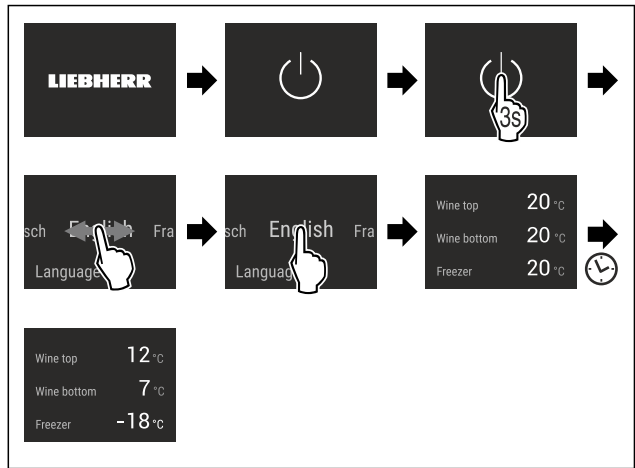 LIEBHERR
3s
sch English Fra
Language
sch English Fra
Languag
Wine top 20 °C
Wine bottom 20 °C
Freezer 20 °C
Wine top 12 °C
Wine bottom 7 °C
Freezer -18 °C